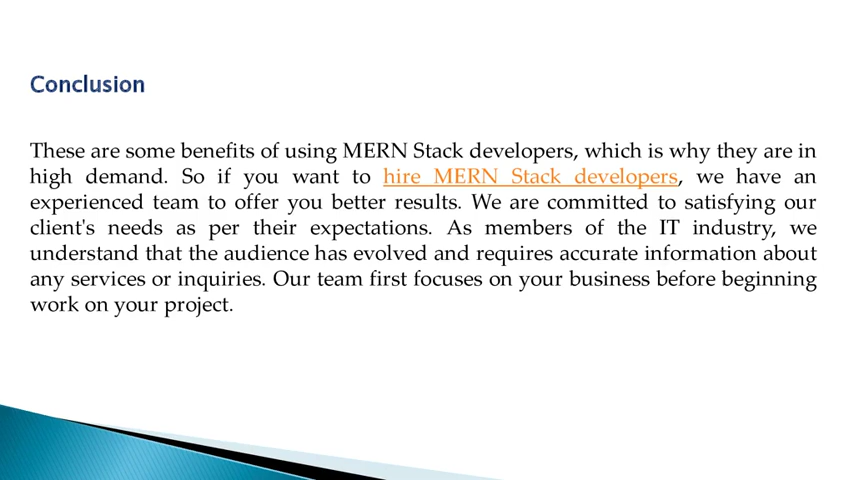 Conclusion
These are some benefits of using MERN Stack developers, which is why they are in
high demand. So if you want to hire MERN Stack developers, we have an
experienced team to offer you better results. We are committed to satisfying our
client's needs as per their expectations. As members of the IT industry, we
understand that the audience has evolved and requires accurate information about
any services or inquiries. Our team first focuses on your business before beginning
work on your project.